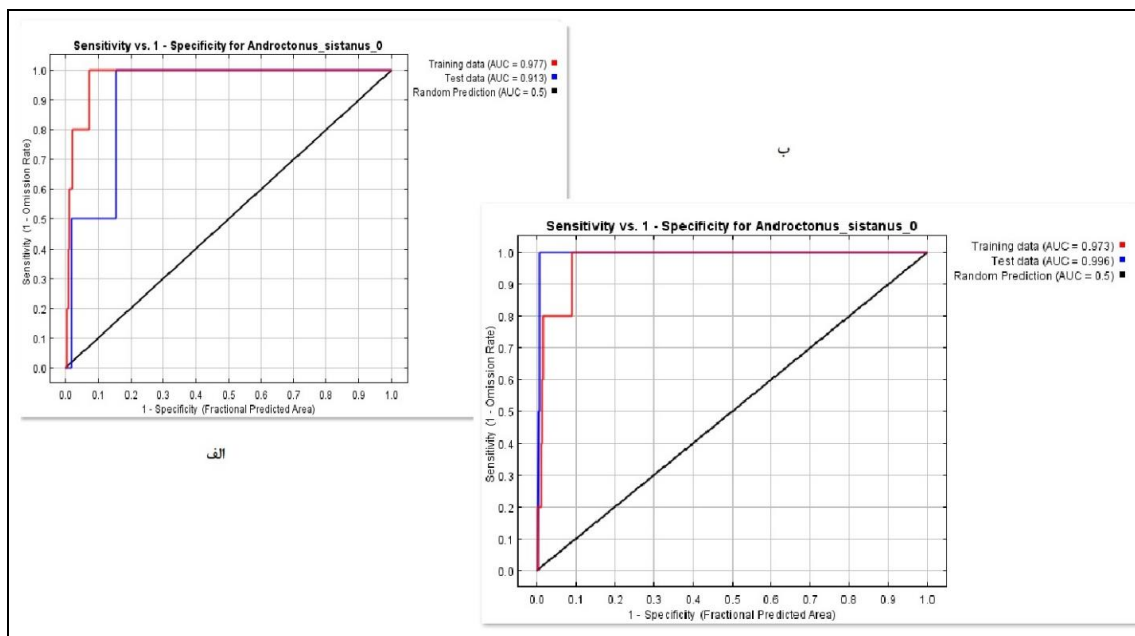 Sensitivity vs. 1 - Specificity for Androctonus_sistanus_0
Training data (AUC = 0.977)
Test data (AUC = 0.913)
Random Prediction (AUC = 0.5)
Sensitivity (1 - Omission Rate)
1.0
0.9
0.8
0.7
0.6
0.5
0.4
0.3
0.2
0.1
0.0
0.0 0.1 0.2 0.3 0.4 0.5 0.6 0.7 0.8 0.9 1.0
1 - Specificity (Fractional Predicted Area)
الف
ب
Sensitivity vs. 1 - Specificity for Androctonus_sistanus_0
Training data (AUC = 0.973)
Test data (AUC = 0.996)
Random Prediction (AUC = 0.5)
Sensitivity (1 - Omission Rate)
1.0
0.9
0.8
0.7
0.6
0.5
0.4
0.3
0.2
0.1
0.0
0.0 0.1 0.2 0.3 0.4 0.5 0.6 0.7 0.8 0.9 1.0
1 - Specificity (Fractional Predicted Area)